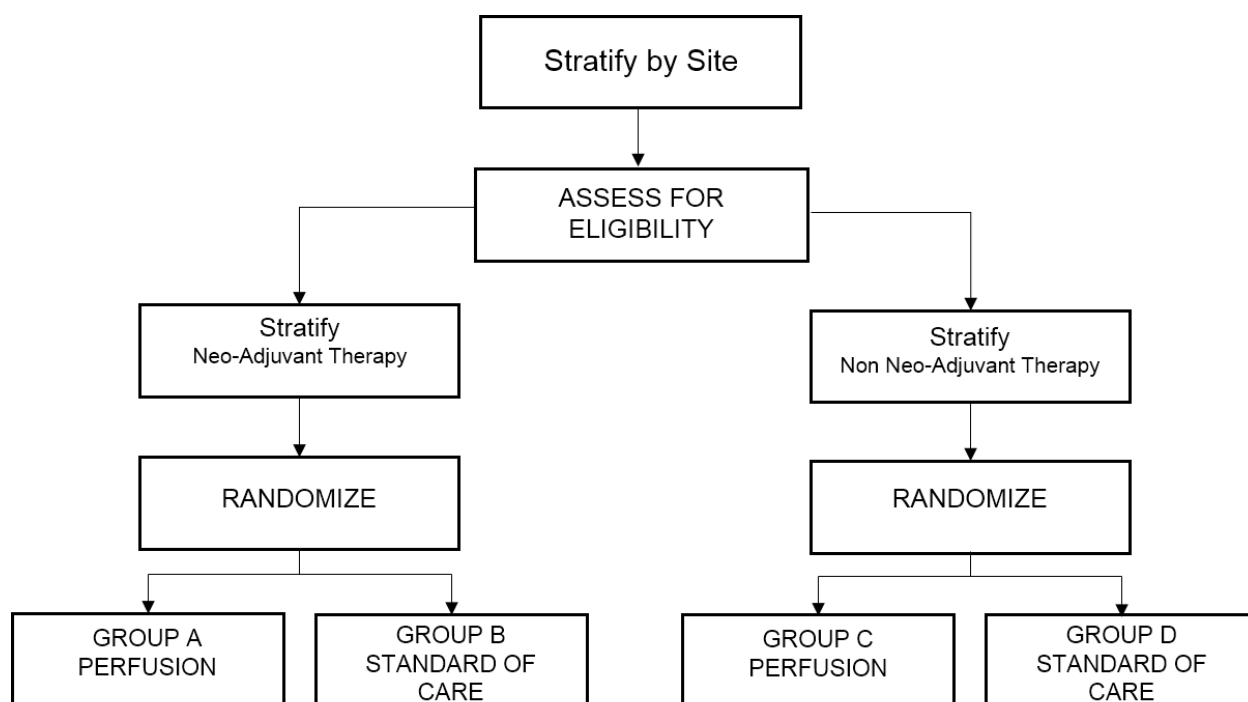 Stratify by Site
ASSESS FOR
ELIGIBILITY
Stratify
Neo-Adjuvant Therapy
Stratify
Non Neo-Adjuvant Therapy
RANDOMIZE
RANDOMIZE
GROUP A
PERFUSION
GROUP B
STANDARD OF
CARE
GROUP C
PERFUSION
GROUP D
STANDARD OF
CARE